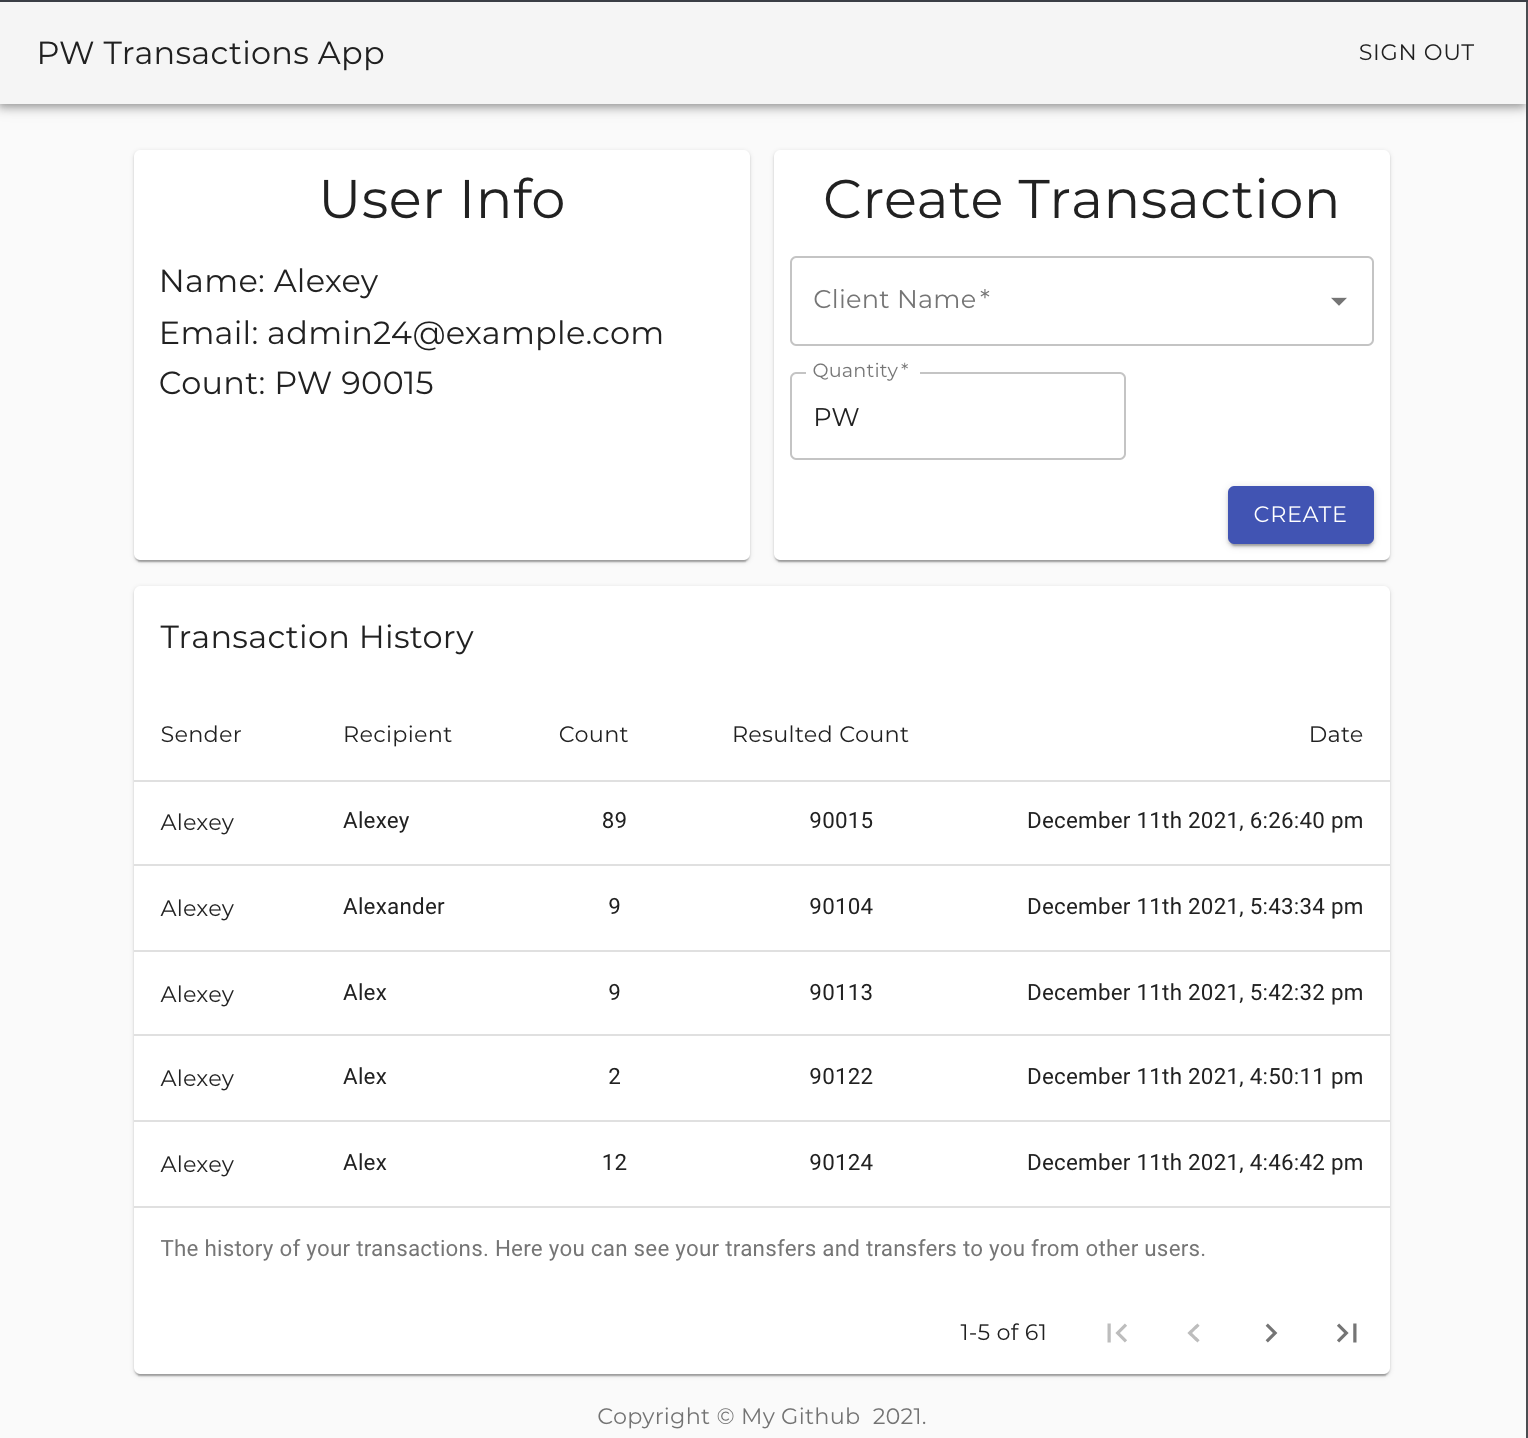 PW Transactions App
SIGN OUT
User Info
Name: Alexey
Email: admin24@example.com
Count: PW 90015
Create Transaction
Client Name *
Quantity *
PW
CREATE
Transaction History
Sender Recipient Count Resulted Count Date
Alexey Alexey 89 90015 December 11th 2021, 6:26:40 pm
Alexey Alexander 9 90104 December 11th 2021, 5:43:34 pm
Alexey Alex 9 90113 December 11th 2021, 5:42:32 pm
Alexey Alex 2 90122 December 11th 2021, 4:50:11 pm
Alexey Alex 12 90124 December 11th 2021, 4:46:42 pm
The history of your transactions. Here you can see your transfers and transfers to you from other users.
1-5 of 61
Copyright © My Github 2021.